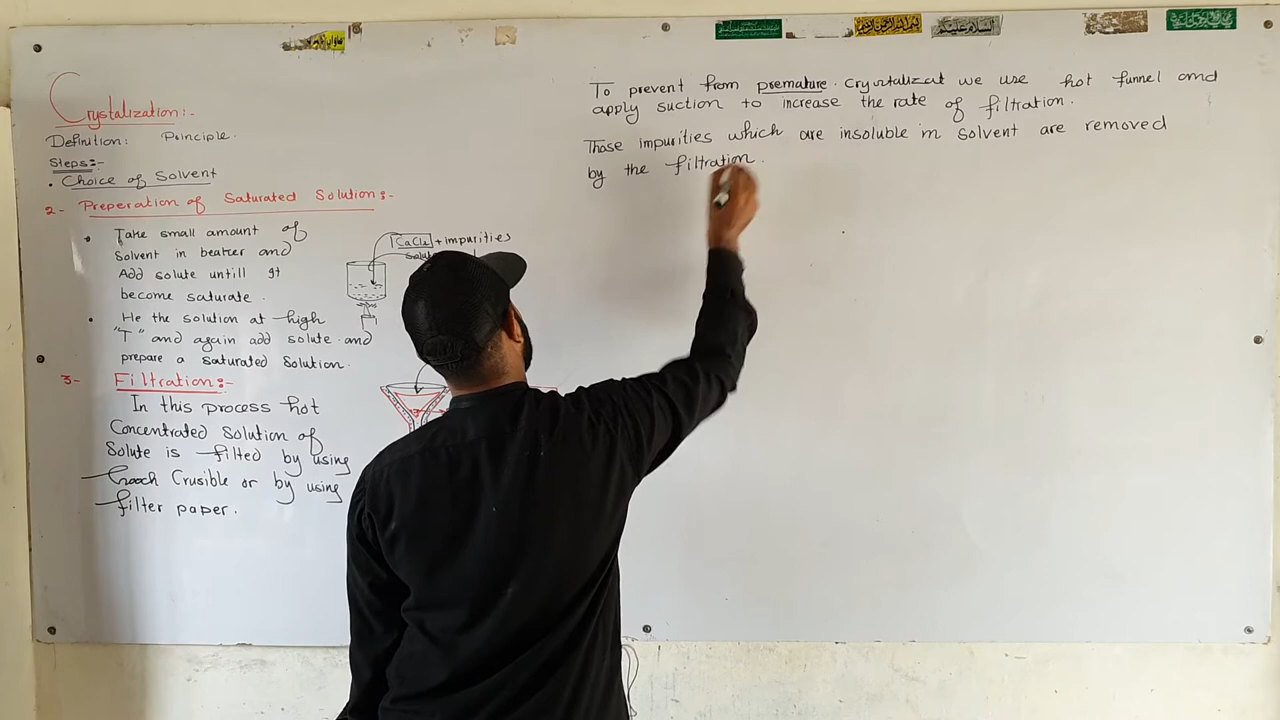 Crystalization:-
Definition: Principle.
Steps:-
• Choice of Solvent
2- Preperation of Saturated Solution:-
• Take small amount of
Solvent in beaker and
Add solute untill It
become saturate.
• He the solution at high
"T" and again add solute and
prepare a saturated Solution.
3- Filtration:-
In this process hot
Concentrated Solution of
Solute is filted by using
Gooch Crusible or by using
filter paper.
CaCl2 + impurities
To prevent from premature. Crystalizat we use hot funnel and
apply suction to increase the rate of filtration.
Those impurities which are insoluble in solvent are removed
by the filtration.
السلام علیکم